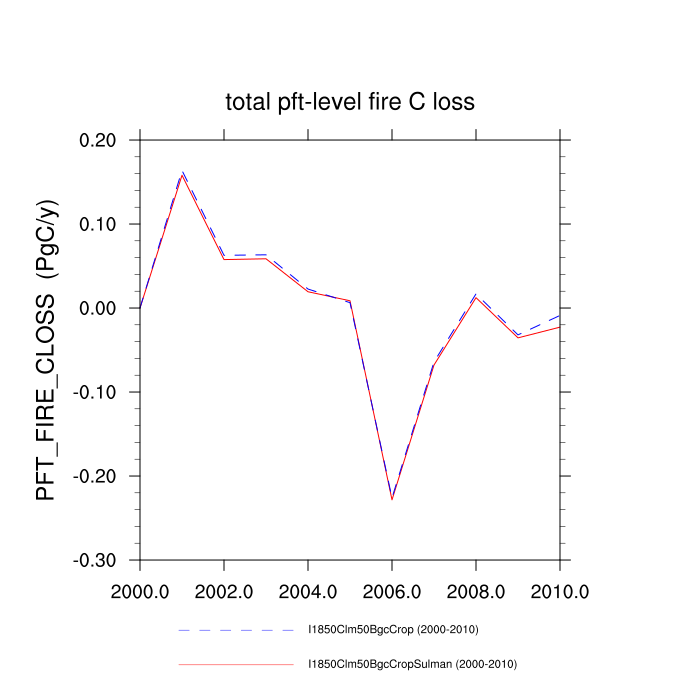 total pft-level fire C loss
PFT_FIRE_CLOSS (PgC/y)
0.20
0.10
0.00
-0.10
-0.20
-0.30
2000.0 2002.0 2004.0 2006.0 2008.0 2010.0
I1850Clm50BgcCrop (2000-2010)
I1850Clm50BgcCropSulman (2000-2010)